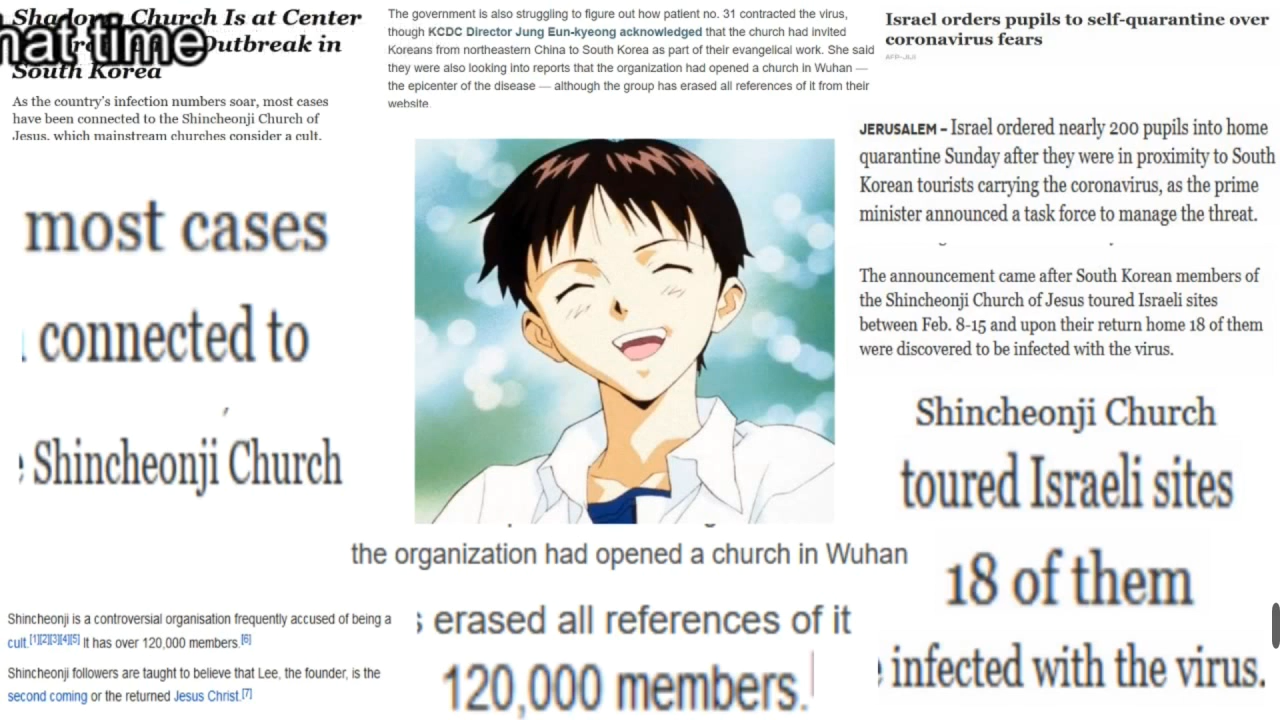 Shadowy Church Is at Center
Outbreak in
South Korea
hat time
As the country's infection numbers soar, most cases
have been connected to the Shincheonji Church of
Jesus, which mainstream churches consider a cult.
most cases
connected to
Shincheonji Church
Shincheonji is a controversial organisation frequently accused of being a
cult.[1][2][3][4][5] It has over 120,000 members.[6]
Shincheonji followers are taught to believe that Lee, the founder, is the
second coming or the returned Jesus Christ.[7]
The government is also struggling to figure out how patient no. 31 contracted the virus,
though KCDC Director Jung Eun-kyeong acknowledged that the church had invited
Koreans from northeastern China to South Korea as part of their evangelical work. She said
they were also looking into reports that the organization had opened a church in Wuhan —
the epicenter of the disease — although the group has erased all references of it from their
website.
the organization had opened a church in Wuhan
s erased all references of it
120,000 members.
Israel orders pupils to self-quarantine over
coronavirus fears
AFP-JIJI
JERUSALEM – Israel ordered nearly 200 pupils into home
quarantine Sunday after they were in proximity to South
Korean tourists carrying the coronavirus, as the prime
minister announced a task force to manage the threat.
The announcement came after South Korean members of
the Shincheonji Church of Jesus toured Israeli sites
between Feb. 8-15 and upon their return home 18 of them
were discovered to be infected with the virus.
Shincheonji Church
toured Israeli sites
18 of them
infected with the virus.